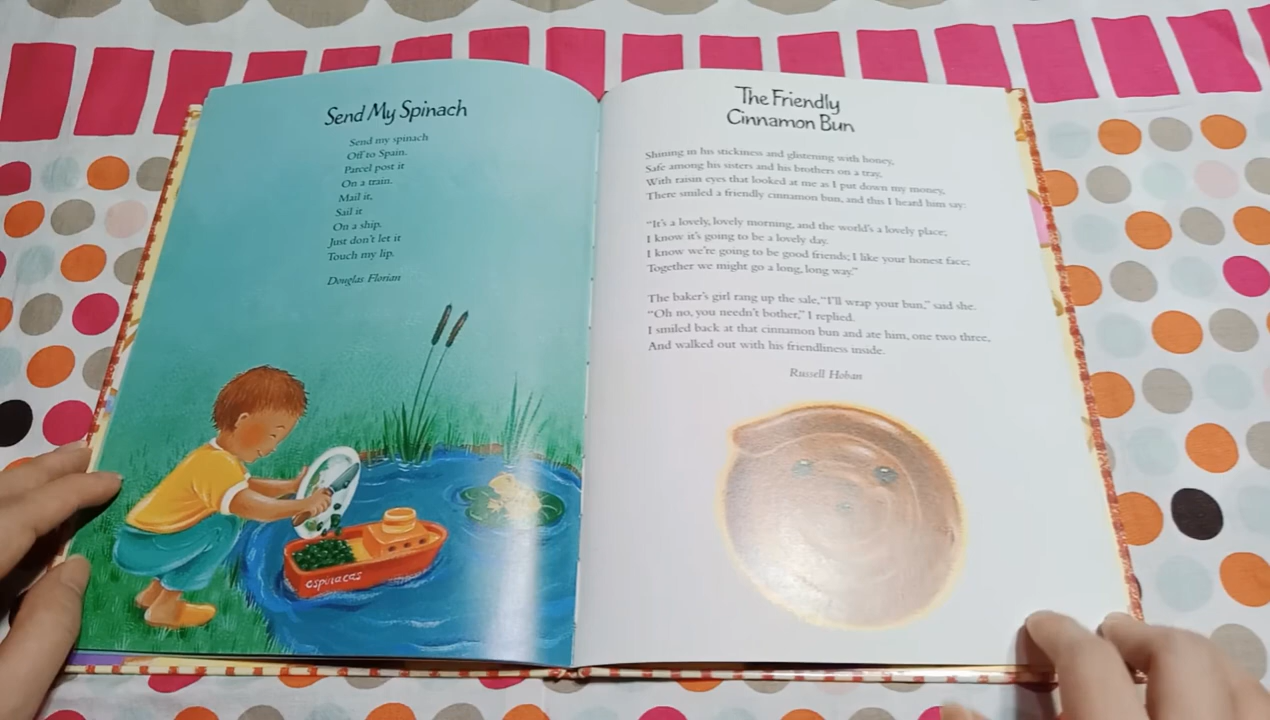 Send My Spinach
Send my spinach
Off to Spain.
Parcel post it
On a train.
Mail it,
Sail it
On a ship.
Just don't let it
Touch my lip.
Douglas Florian
espinacas
The Friendly
Cinnamon Bun
Shining in his stickiness and glistening with honey,
Safe among his sisters and his brothers on a tray,
With raisin eyes that looked at me as I put down my money,
There smiled a friendly cinnamon bun, and this I heard him say:
"It's a lovely, lovely morning, and the world's a lovely place;
I know it's going to be a lovely day.
I know we're going to be good friends; I like your honest face;
Together we might go a long, long way."
The baker's girl rang up the sale, "I'll wrap your bun," said she.
"Oh no, you needn't bother," I replied.
I smiled back at that cinnamon bun and ate him, one two three,
And walked out with his friendliness inside.
Russell Hoban